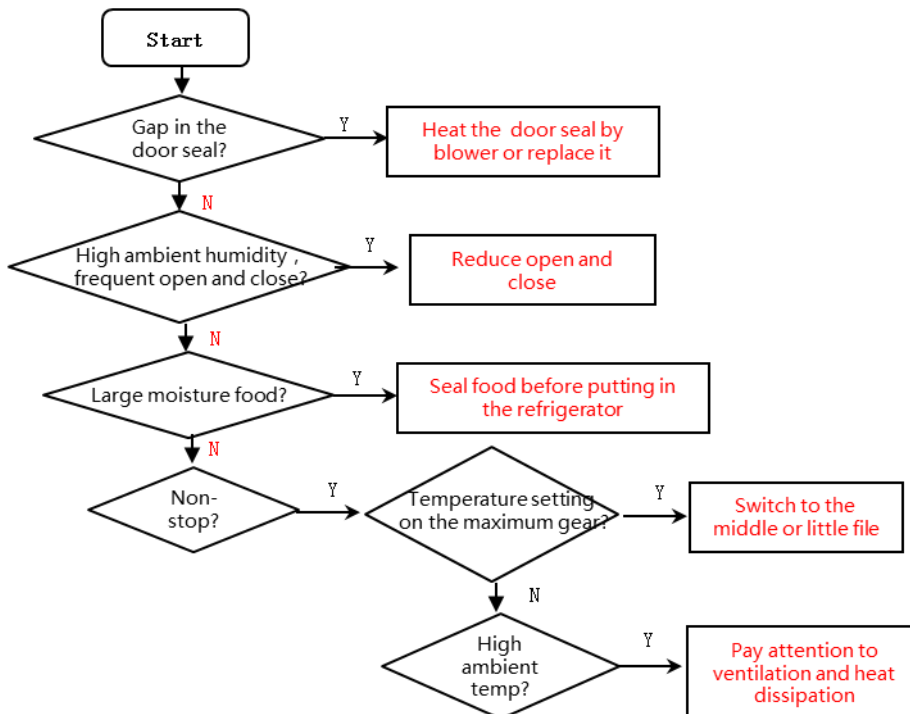 Start
Gap in the
door seal?
Y
Heat the door seal by
blower or replace it
N
High ambient humidity ,
frequent open and close?
Y
Reduce open and
close
N
Large moisture food?
Y
Seal food before putting in
the refrigerator
N
Non-
stop?
Y
Temperature setting
on the maximum gear?
Y
Switch to the
middle or little file
N
High
ambient
temp?
Y
Pay attention to
ventilation and heat
dissipation